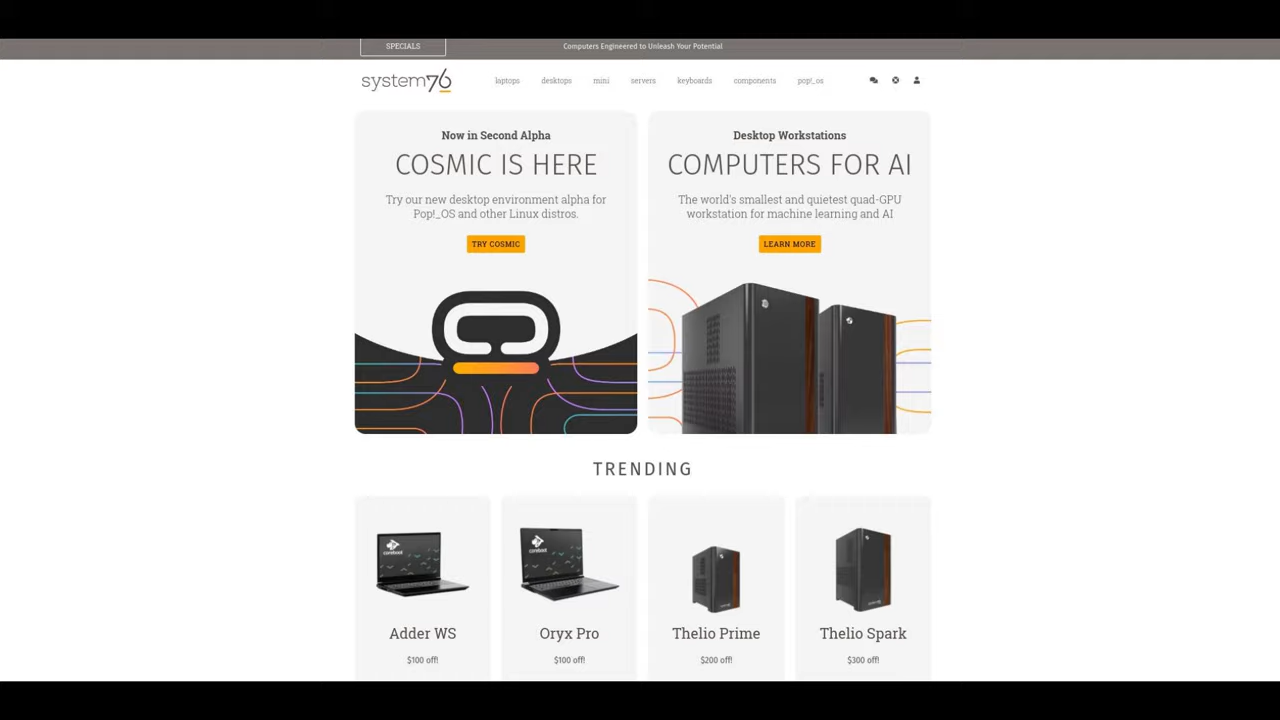 SPECIALS
Computers Engineered to Unleash Your Potential
system76
laptops
desktops
mini
servers
keyboards
components
pop!_os
Now in Second Alpha
COSMIC IS HERE
Try our new desktop environment alpha for
Pop!_OS and other Linux distros.
TRY COSMIC
Desktop Workstations
COMPUTERS FOR AI
The world's smallest and quietest quad-GPU
workstation for machine learning and AI
LEARN MORE
TRENDING
coreboot
Adder WS
$100 off!
coreboot
Oryx Pro
$100 off!
Thelio Prime
$200 off!
Thelio Spark
$300 off!